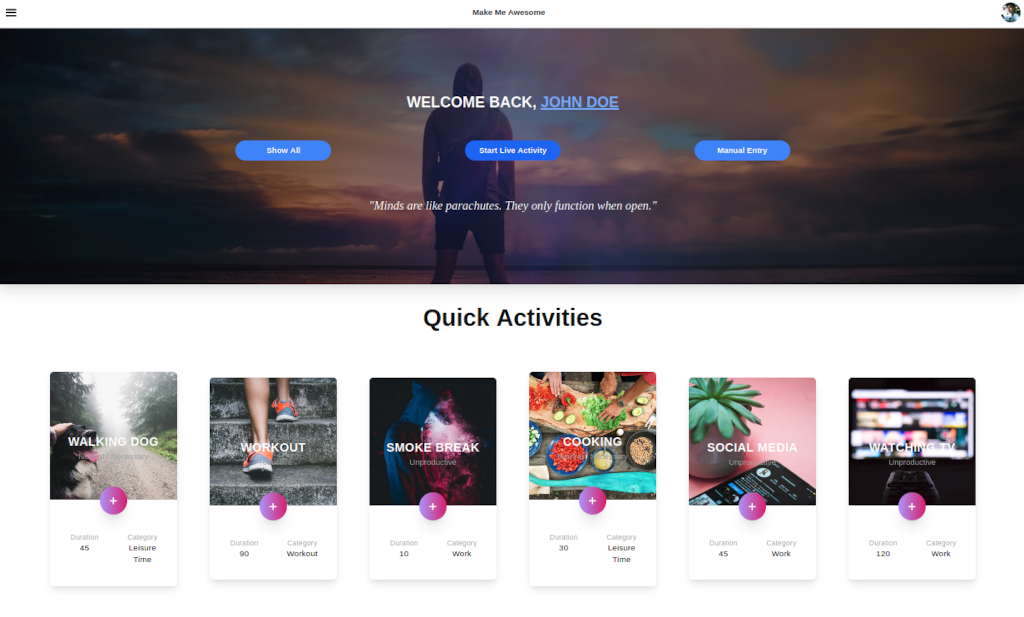 Make Me Awesome
WELCOME BACK, JOHN DOE
Show All
Start Live Activity
Manual Entry
"Minds are like parachutes. They only function when open."
Quick Activities
WALKING DOG
Necessary
Duration
45
Category
Leisure
Time
WORKOUT
Duration
90
Category
Workout
SMOKE BREAK
Unproductive
Duration
10
Category
Work
COOKING
Duration
30
Category
Leisure
Time
SOCIAL MEDIA
Unproductive
Duration
45
Category
Work
WATCHING TV
Unproductive
Duration
120
Category
Work